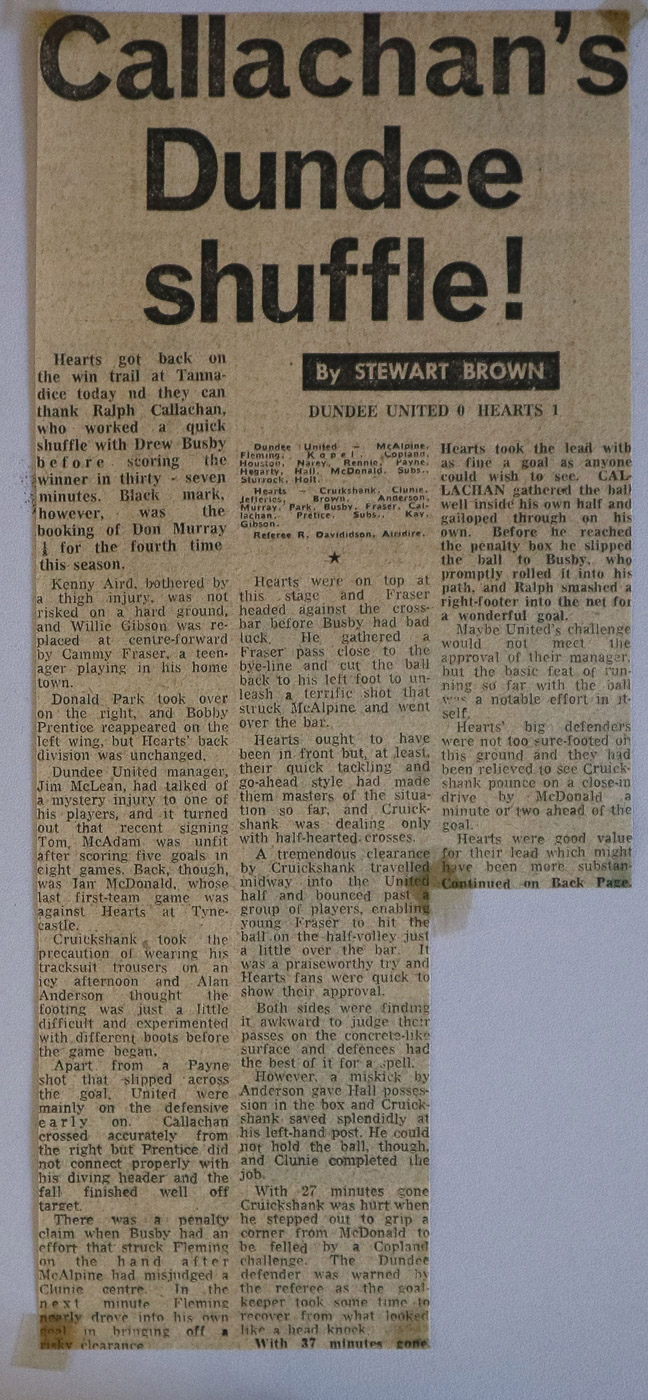 Callachan's
Dundee
shuffle!
Hearts got back on
the win trail at Tanna-
dice today nd they can
thank Ralph Callachan,
who worked a quick
shuffle with Drew Busby
before scoring the
winner in thirty - seven
minutes. Black mark,
however, was the
booking of Don Murray
for the fourth time
this season.
Kenny Aird, bothered by
a thigh injury, was not
risked on a hard ground,
and Willie Gibson was re-
placed at centre-forward
by Cammy Fraser, a teen-
ager playing in his home
town.
Donald Park took over
on the right, and Bobby
Prentice reappeared on the
left wing, but Hearts' back
division was unchanged.
Dundee United manager,
Jim McLean, had talked of
a mystery injury to one of
his players, and it turned
out that recent signing
Tom, McAdam was unfit
after scoring five goals in
eight games. Back, though,
was Ian McDonald, whose
last first-team game was
against Hearts at Tyne-
castle.
Cruickshank took the
precaution of wearing his
tracksuit trousers on an
icy afternoon and Alan
Anderson thought the
footing was just a little
difficult and experimented
with different boots before
the game began.
Apart from a Payne
shot that slipped across
the goal, United were
mainly on the defensive
early on. Callachan
crossed accurately from
the right but Prentice did
not connect properly with
his diving header and the
fall finished well off
target.
There was a penalty
claim when Busby had an
effort that struck Fleming
on the hand after
McAlpine had misjudged a
Clunie centre. In the
next minute Fleming
nearly drove into his own
goal in bringing off a
risky clearance
By STEWART BROWN
DUNDEE UNITED 0 HEARTS 1
Dundee United — McAlpine,
Fleming, Kopel, Copland,
Houston, Narey, Rennie, Payne,
Hegarty, Hall, McDonald. Subs.,
Sturrock, Holt.
Hearts — Cruikshank, Clunie,
Jefferies, Brown, Anderson,
Murray, Park, Busby, Fraser, Cal-
lachan, Pretice. Subs., Kay,
Gibson.
Referee R. Davididson, Airdire.
Hearts were on top at
this stage and Fraser
headed against the cross-
bar before Busby had bad
luck. He gathered a
Fraser pass close to the
bye-line and cut the ball
back to his left foot to un-
leash a terrific shot that
struck McAlpine and went
over the bar.
Hearts ought to have
been in front but, at least,
their quick tackling and
go-ahead style had made
them masters of the situa-
tion so far, and Cruick-
shank was dealing only
with half-hearted crosses.
A tremendous clearance
by Cruickshank travelled
midway into the United
half and bounced past a
group of players, enabling
young Fraser to hit the
ball on the half-volley just
a little over the bar. It
was a praiseworthy try and
Hearts fans were quick to
show their approval.
Both sides were finding
it awkward to judge their
passes on the concrete-like
surface and defences had
the best of it for a spell.
However, a miskick by
Anderson gave Hall posses-
sion in the box and Cruick-
shank saved splendidly at
his left-hand post. He could
not hold the ball, though,
and Clunie completed the
job.
With 27 minutes gone
Cruickshank was hurt when
he stepped out to grip a
corner from McDonald to
be felled by a Copland
challenge. The Dundee
defender was warned by
the referee as the goal-
keeper took some time to
recover from what looked
like a head knock.
With 37 minutes gone
Hearts took the lead with
as fine a goal as anyone
could wish to see. CAL-
LACHAN gathered the ball
well inside his own half and
galloped through on his
own. Before he reached
the penalty box he slipped
the ball to Busby, who
promptly rolled it into his
path, and Ralph smashed a
right-footer into the net for
a wonderful goal.
Maybe United's challenge
would not meet the
approval of their manager,
but the basic feat of run-
ning so far with the ball
was a notable effort in it-
self.
Hearts' big defenders
were not too sure-footed on
this ground and they had
been relieved to see Cruick-
shank pounce on a close-in
drive by McDonald a
minute or two ahead of the
goal.
Hearts were good value
for their lead which might
have been more substan-
Continued on Back Page.